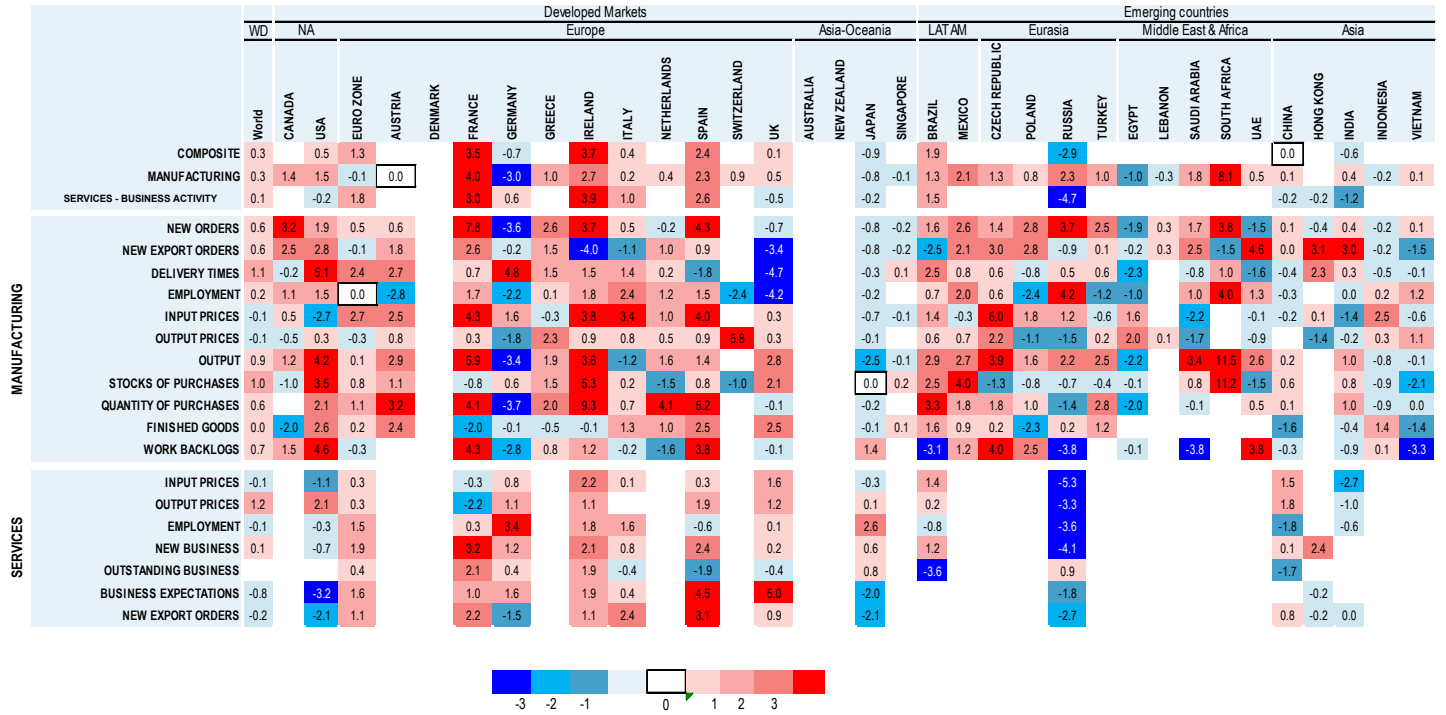 Developed Markets Emerging countries
WD NA Europe Asia-Oceania LATAM Eurasia Middle East & Africa Asia
World CANADA USA EURO ZONE AUSTRIA DENMARK FRANCE GERMANY GREECE IRELAND ITALY NETHERLANDS SPAIN SWITZERLAND UK AUSTRALIA NEW ZEALAND JAPAN SINGAPORE BRAZIL MEXICO CZECH REPUBLIC POLAND RUSSIA TURKEY EGYPT LEBANON SAUDI ARABIA SOUTH AFRICA UAE CHINA HONG KONG INDIA INDONESIA VIETNAM
COMPOSITE 0.3 0.5 1.3 3.5 -0.7 3.7 0.4 2.4 0.1 -0.9 1.9 -2.9 0.0 -0.6
MANUFACTURING 0.3 1.4 1.5 -0.1 0.0 4.0 -3.0 1.0 2.7 0.2 0.4 2.3 0.9 0.5 -0.8 -0.1 1.3 2.1 1.3 0.8 2.3 1.0 -1.0 -0.3 1.8 8.1 0.5 0.1 0.4 -0.2 0.1
SERVICES - BUSINESS ACTIVITY 0.1 -0.2 1.8 3.0 0.6 3.9 1.0 2.6 -0.5 -0.2 1.5 -4.7 -0.2 -0.2 -1.2
MANUFACTURING
NEW ORDERS 0.6 3.2 1.9 0.5 0.6 7.8 -3.6 2.6 3.7 0.5 -0.2 4.3 -0.7 -0.8 -0.2 1.6 2.6 1.4 2.8 3.7 2.5 -1.9 0.3 1.7 3.8 -1.5 0.1 -0.4 0.4 -0.2 0.1
NEW EXPORT ORDERS 0.6 2.5 2.8 -0.1 1.8 2.6 -0.2 1.5 -4.0 -1.1 1.0 0.9 -3.4 -0.8 -0.2 -2.5 2.1 3.0 2.8 -0.9 0.1 -0.2 0.3 2.5 -1.5 4.6 0.0 3.1 3.0 -0.2 -1.5
DELIVERY TIMES 1.1 -0.2 5.1 2.4 2.7 0.7 4.8 1.5 1.5 1.4 0.2 -1.8 -4.7 -0.3 0.1 2.5 0.8 0.6 -0.8 0.5 0.6 -2.3 -0.8 1.0 -1.6 -0.4 2.3 0.3 -0.5 -0.1
EMPLOYMENT 0.2 1.1 1.5 0.0 -2.8 1.7 -2.2 0.1 1.8 2.4 1.2 1.5 -2.4 -4.2 -0.2 0.7 2.0 0.6 -2.4 4.2 -1.2 -1.0 1.0 4.0 1.3 -0.3 0.0 0.2 1.2
INPUT PRICES -0.1 0.5 -2.7 2.7 2.5 4.3 1.6 -0.3 3.8 3.4 1.0 4.0 0.3 -0.7 -0.1 1.4 -0.3 6.0 1.8 1.2 -0.6 1.6 -2.2 -0.1 -0.2 0.1 -1.4 2.5 -0.6
OUTPUT PRICES -0.1 -0.5 0.3 -0.3 0.8 0.3 -1.8 2.3 0.9 0.8 0.5 0.9 5.8 0.3 -0.1 0.6 0.7 2.2 -1.1 -1.5 0.2 2.0 0.1 -1.7 -0.9 -1.4 -0.2 0.3 1.1
OUTPUT 0.9 1.2 4.2 0.1 2.9 5.9 -3.4 1.9 3.6 -1.2 1.6 1.4 2.8 -2.5 -0.1 2.9 2.7 3.9 1.6 2.2 2.5 -2.2 3.4 11.5 2.6 0.2 1.0 -0.8 -0.1
STOCKS OF PURCHASES 1.0 -1.0 3.5 0.8 1.1 -0.8 0.6 1.5 5.3 0.2 -1.5 0.8 -1.0 2.1 0.0 0.2 2.5 4.0 -1.3 -0.8 -0.7 -0.4 -0.1 0.8 11.2 -1.5 0.6 0.8 -0.9 -2.1
QUANTITY OF PURCHASES 0.6 2.1 1.1 3.2 4.1 -3.7 2.0 9.3 0.7 4.1 5.2 -0.1 -0.2 3.3 1.8 1.8 1.0 -1.4 2.8 -2.0 -0.1 0.5 0.1 1.0 -0.9 0.0
FINISHED GOODS 0.0 -2.0 2.6 0.2 2.4 -2.0 -0.1 -0.5 -0.1 1.3 1.0 2.5 2.5 -0.1 0.1 1.6 0.9 0.2 -2.3 0.2 1.2 -1.6 -0.4 1.4 -1.4
WORK BACKLOGS 0.7 1.5 4.6 -0.3 4.3 -2.8 0.8 1.2 -0.2 -1.6 3.8 -0.1 1.4 -3.1 1.2 4.0 2.5 -3.8 -0.1 -3.8 3.8 -0.3 -0.9 0.1 -3.3
SERVICES
INPUT PRICES -0.1 -1.1 0.3 -0.3 0.8 2.2 0.1 0.3 1.6 -0.3 1.4 -5.3 1.5 -2.7
OUTPUT PRICES 1.2 2.1 0.3 -2.2 1.1 1.1 1.9 1.2 0.1 0.2 -3.3 1.8 -1.0
EMPLOYMENT -0.1 -0.3 1.5 0.3 3.4 1.8 1.6 -0.6 0.1 2.6 -0.8 -3.6 -1.8 -0.6
NEW BUSINESS 0.1 -0.7 1.9 3.2 1.2 2.1 0.8 2.4 0.2 0.6 1.2 -4.1 0.1 2.4
OUTSTANDING BUSINESS 0.4 2.1 0.4 1.9 -0.4 -1.9 -0.4 0.8 -3.6 0.9 -1.7
BUSINESS EXPECTATIONS -0.8 -3.2 1.6 1.0 1.6 1.9 0.4 4.5 5.0 -2.0 -1.8 -0.2
NEW EXPORT ORDERS -0.2 -2.1 1.1 2.2 -1.5 1.1 2.4 3.1 0.9 -2.1 -2.7 0.8 -0.2 0.0
-3 -2 -1 0 1 2 3